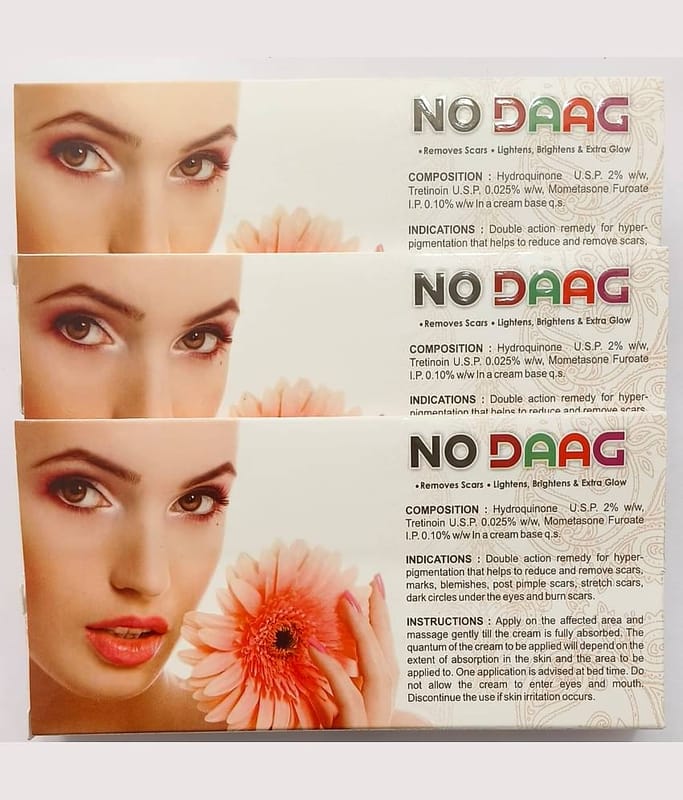 NO DAAG
• Removes Scars • Lightens, Brightens & Extra Glow
COMPOSITION : Hydroquinone U.S.P. 2% w/w,
Tretinoin U.S.P. 0.025% w/w, Mometasone Furoate
I.P. 0.10% w/w In a cream base q.s.
INDICATIONS : Double action remedy for hyper-
pigmentation that helps to reduce and remove scars,
NO DAAG
• Removes Scars • Lightens, Brightens & Extra Glow
COMPOSITION : Hydroquinone U.S.P. 2% w/w,
Tretinoin U.S.P. 0.025% w/w, Mometasone Furoate
I.P. 0.10% w/w In a cream base q.s.
INDICATIONS : Double action remedy for hyper-
pigmentation that helps to reduce and remove scars,
NO DAAG
• Removes Scars • Lightens, Brightens & Extra Glow
COMPOSITION : Hydroquinone U.S.P. 2% w/w,
Tretinoin U.S.P. 0.025% w/w, Mometasone Furoate
I.P. 0.10% w/w In a cream base q.s.
INDICATIONS : Double action remedy for hyper-
pigmentation that helps to reduce and remove scars,
marks, blemishes, post pimple scars, stretch scars,
dark circles under the eyes and burn scars.
INSTRUCTIONS : Apply on the affected area and
massage gently till the cream is fully absorbed. The
quantum of the cream to be applied will depend on the
extent of absorption in the skin and the area to be
applied to. One application is advised at bed time. Do
not allow the cream to enter eyes and mouth.
Discontinue the use if skin irritation occurs.